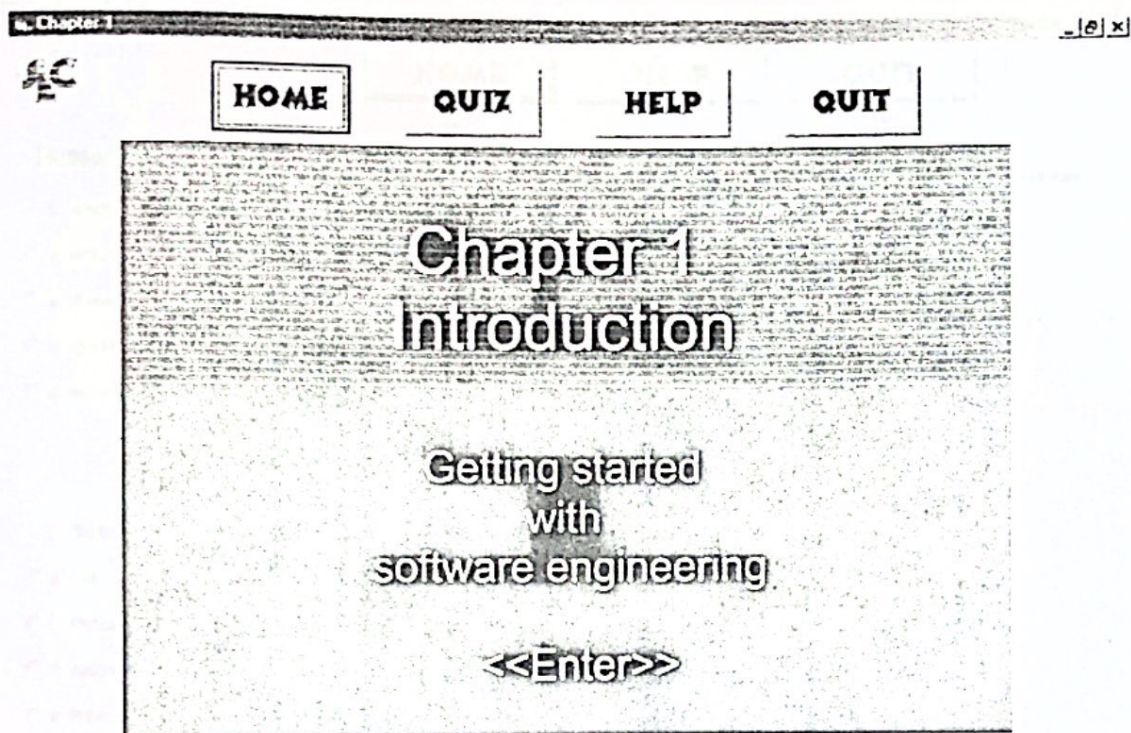 Chapter 1
HOME QUIZ HELP QUIT
Chapter 1
Introduction
Getting started
with
software engineering
<<Enter>>